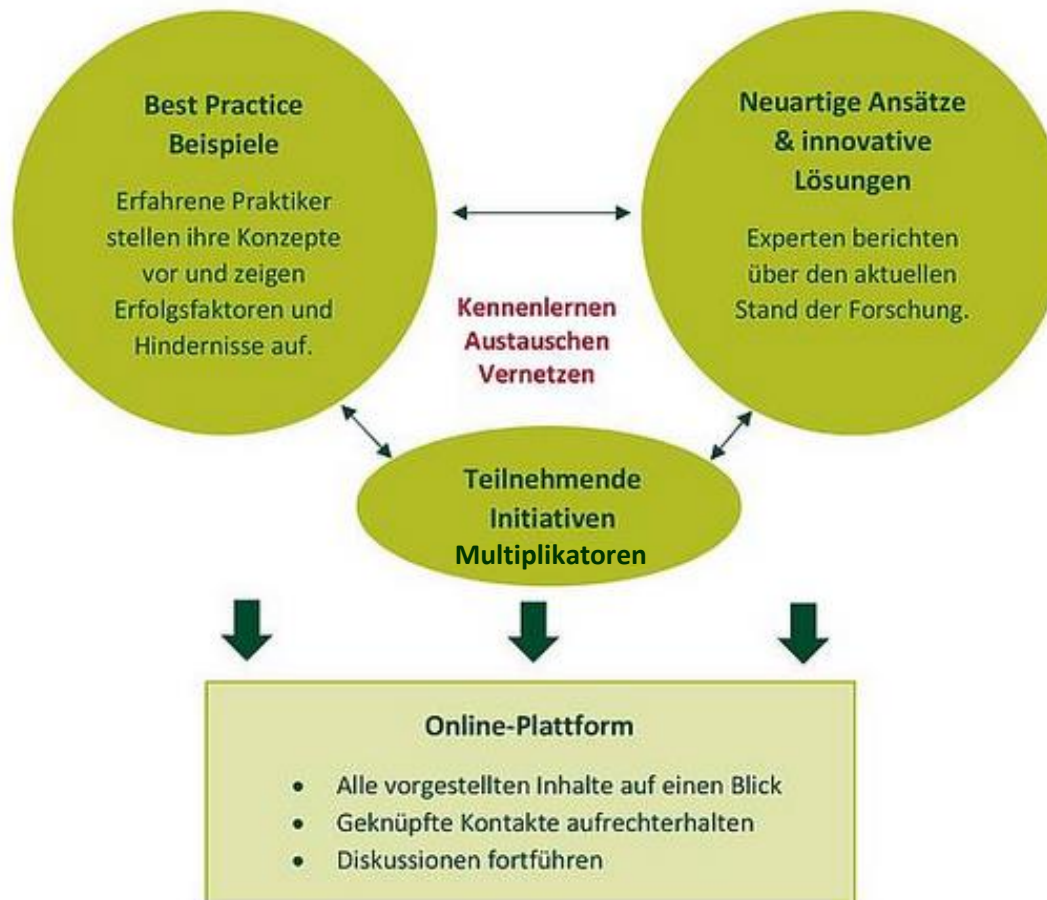 Best Practice
Beispiele
Erfahrene Praktiker
stellen ihre Konzepte
vor und zeigen
Erfolgsfaktoren und
Hindernisse auf.
Neuartige Ansätze
& innovative
Lösungen
Experten berichten
über den aktuellen
Stand der Forschung.
Kennenlernen
Austauschen
Vernetzen
Teilnehmende
Initiativen
Multiplikatoren
Online-Plattform
• Alle vorgestellten Inhalte auf einen Blick
• Geknüpfte Kontakte aufrechterhalten
• Diskussionen fortführen